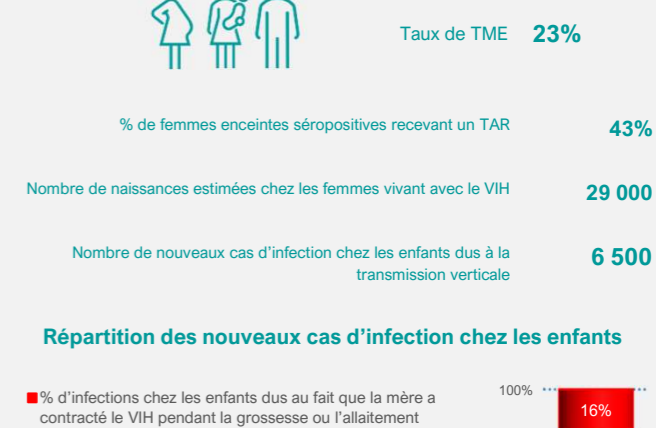 Taux de TME 23%
% de femmes enceintes séropositives recevant un TAR 43%
Nombre de naissances estimées chez les femmes vivant avec le VIH 29 000
Nombre de nouveaux cas d’infection chez les enfants dus à la 6 500
transmission verticale
Répartition des nouveaux cas d’infection chez les enfants
% d’infections chez les enfants dus au fait que la mère a
contracté le VIH pendant la grossesse ou l’allaitement
100%
16%